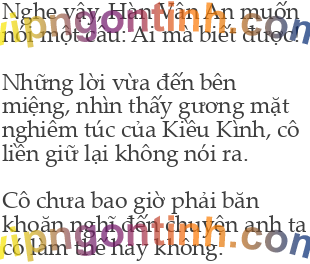 Nghe vậy, Hàn Vân An muốn
nói một câu: Ai mà biết được.
Những lời vừa đến bên
miệng, nhìn thấy gương mặt
nghiêm túc của Kiều Kình, cô
liền giữ lại không nói ra.
Cô chưa bao giờ phải băn
khoăn nghĩ đến chuyện anh ta
có làm thế hay không.